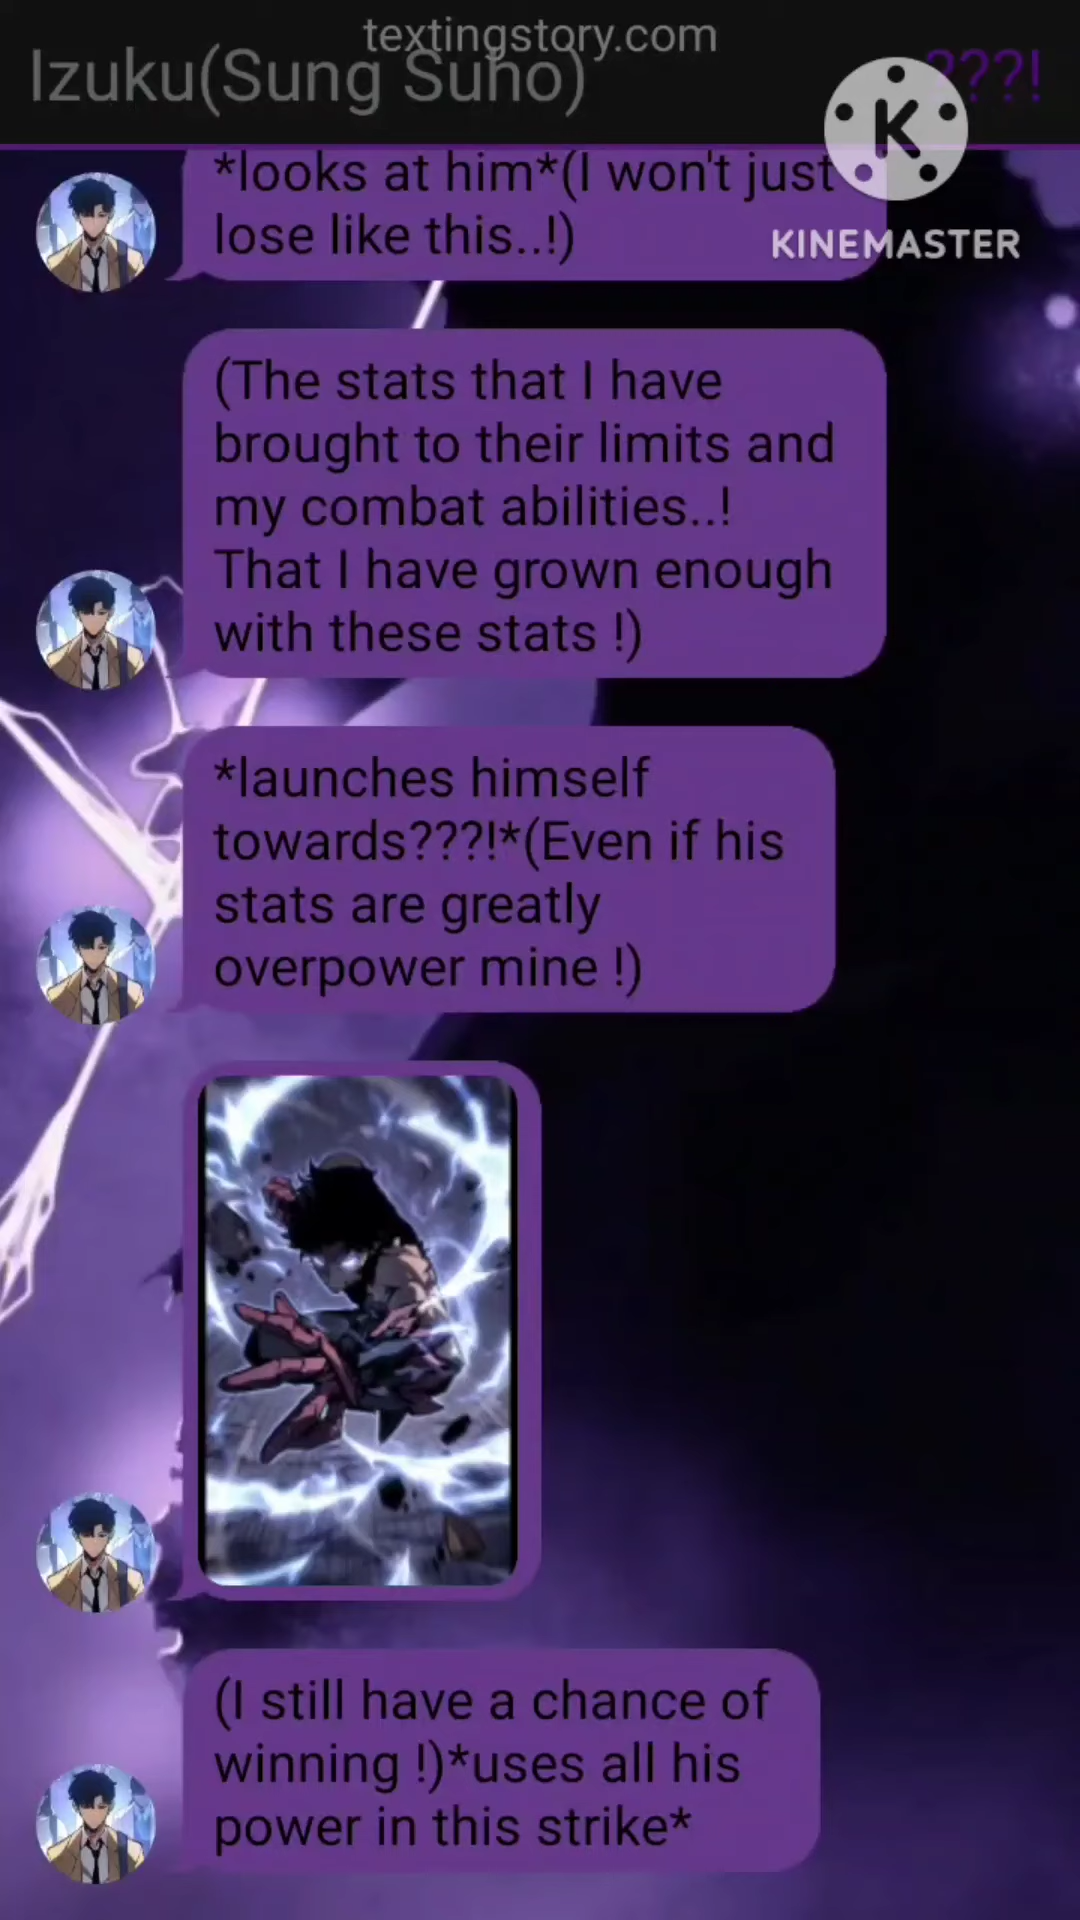 textingstory.com
Izuku(Sung Suho)
???!
K
KINEMASTER
*looks at him*(I won't just
lose like this..!)
(The stats that I have
brought to their limits and
my combat abilities..!
That I have grown enough
with these stats !)
*launches himself
towards???!*(Even if his
stats are greatly
overpower mine !)
(I still have a chance of
winning !)*uses all his
power in this strike*